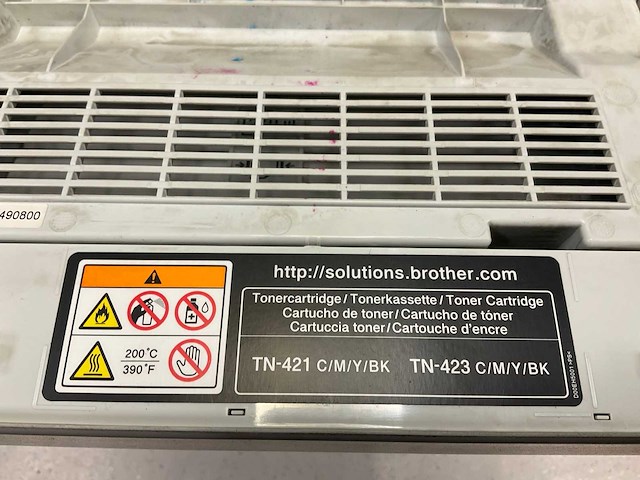 490800
http://solutions.brother.com
Tonercartridge/Tonerkassette/Toner Cartridge
Cartucho de toner/Cartucho de tóner
Cartuccia toner/Cartouche d'encre
TN-421 C/M/Y/BK TN-423 C/M/Y/BK
200˚C
390˚F